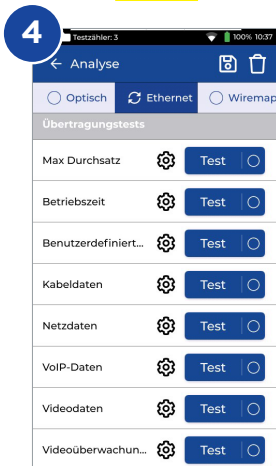 4
Testzähler: 3
100% 10:37
Analyse
Optisch
Ethernet
Wiremap
Übertragungstests
Max Durchsatz
Test
Betriebszeit
Test
Benutzerdefiniert...
Test
Kabeldaten
Test
Netzdaten
Test
VoIP-Daten
Test
Videodaten
Test
Videoüberwachun...
Test